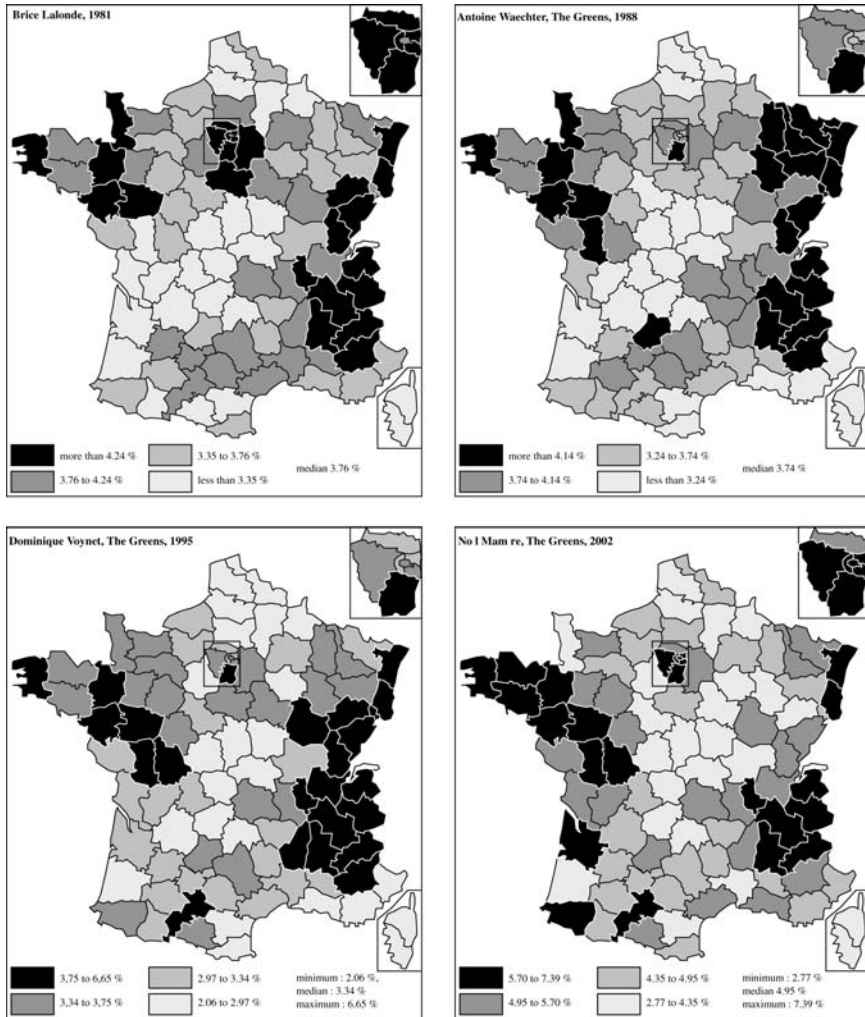 Brice Lalonde, 1981
more than 4.24 %
3.35 to 3.76 %
median 3.76 %
3.76 to 4.24 %
less than 3.35 %
Antoine Waechter, The Greens, 1988
more than 4.14 %
3.24 to 3.74 %
median 3.74 %
3.74 to 4.14 %
less than 3.24 %
Dominique Voynet, The Greens, 1995
3,75 to 6,65 %
2.97 to 3.34 %
minimum : 2.06 %,
median : 3.34 %
3,34 to 3,75 %
2.06 to 2.97 %
maximum : 6.65 %
No l Mam re, The Greens, 2002
5.70 to 7.39 %
4.35 to 4.95 %
minimum : 2.77 %
median 4.95 %
4.95 to 5.70 %
2.77 to 4.35 %
maximum : 7.39 %